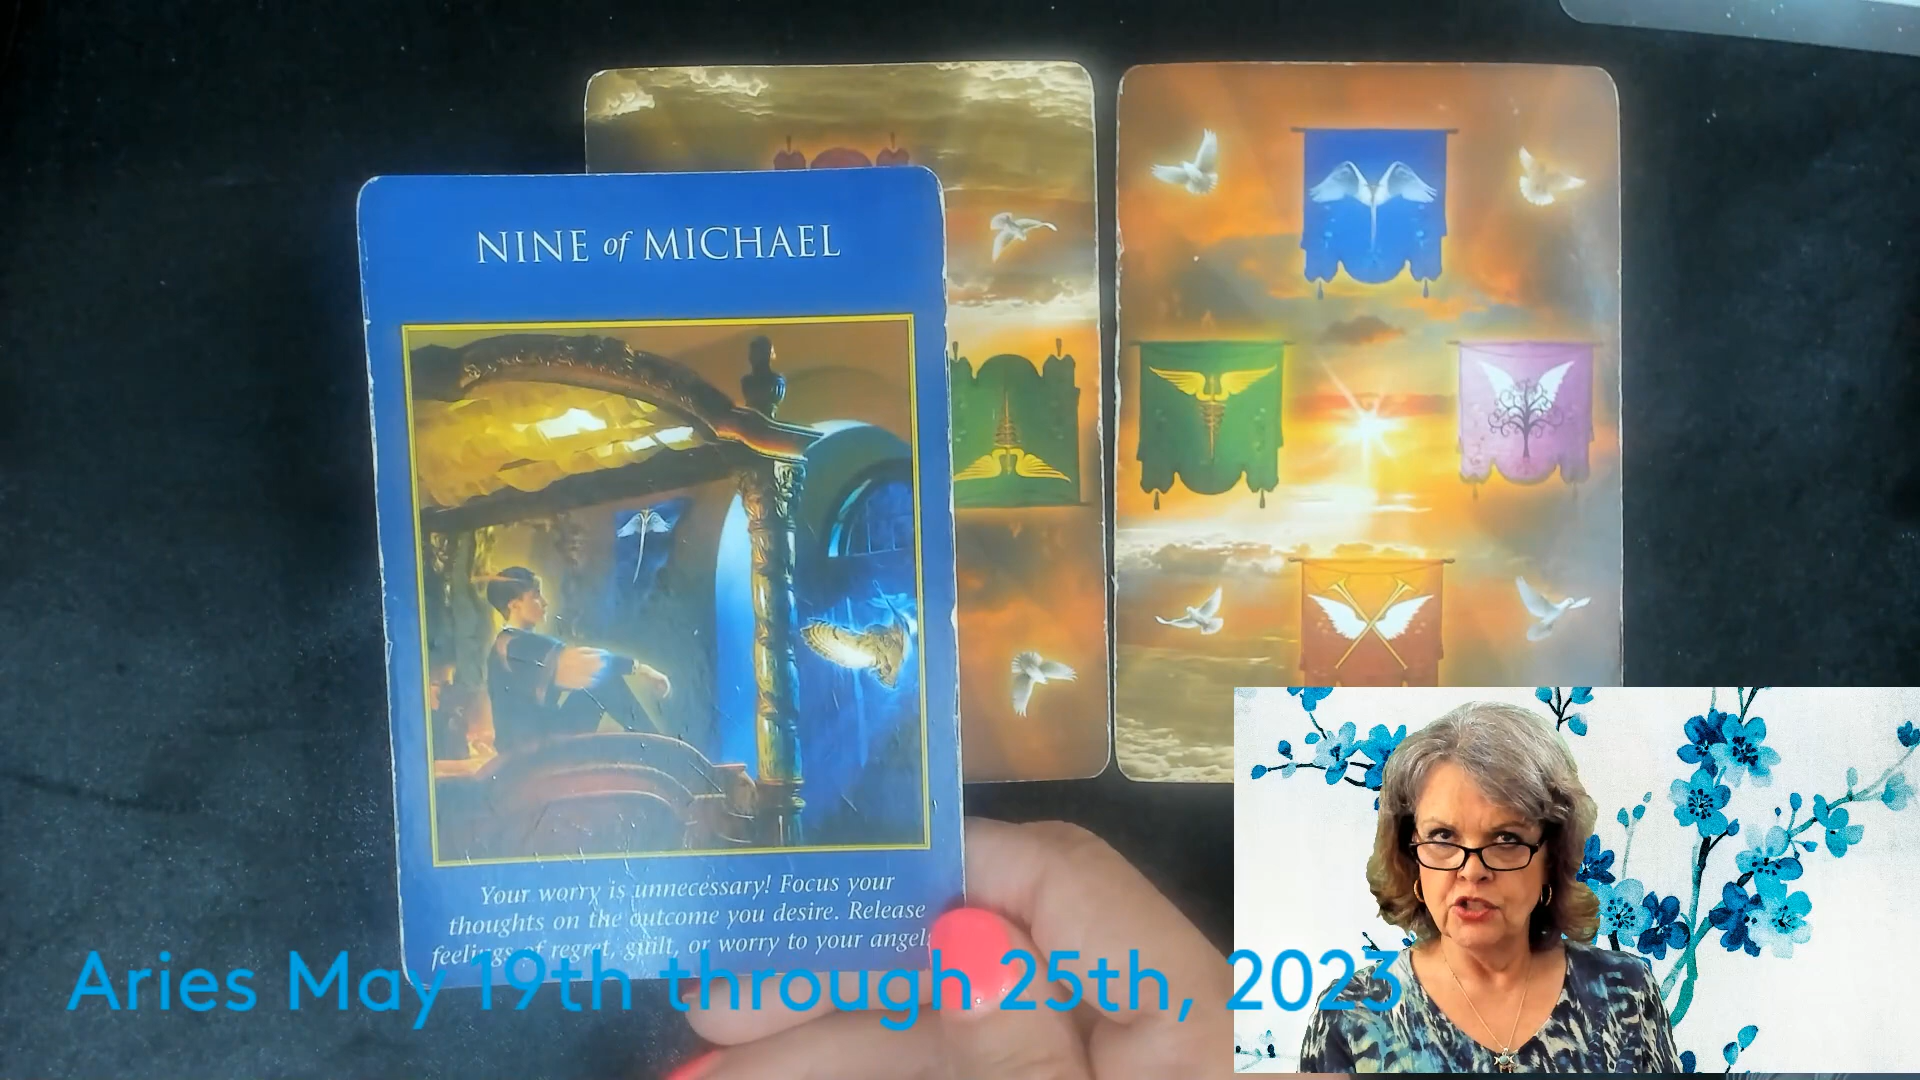 NINE of MICHAEL
Your worry is unnecessary! Focus your
thoughts on the outcome you desire. Release
feelings of regret, guilt, or worry to your angels
Aries May 19th through 25th, 2023